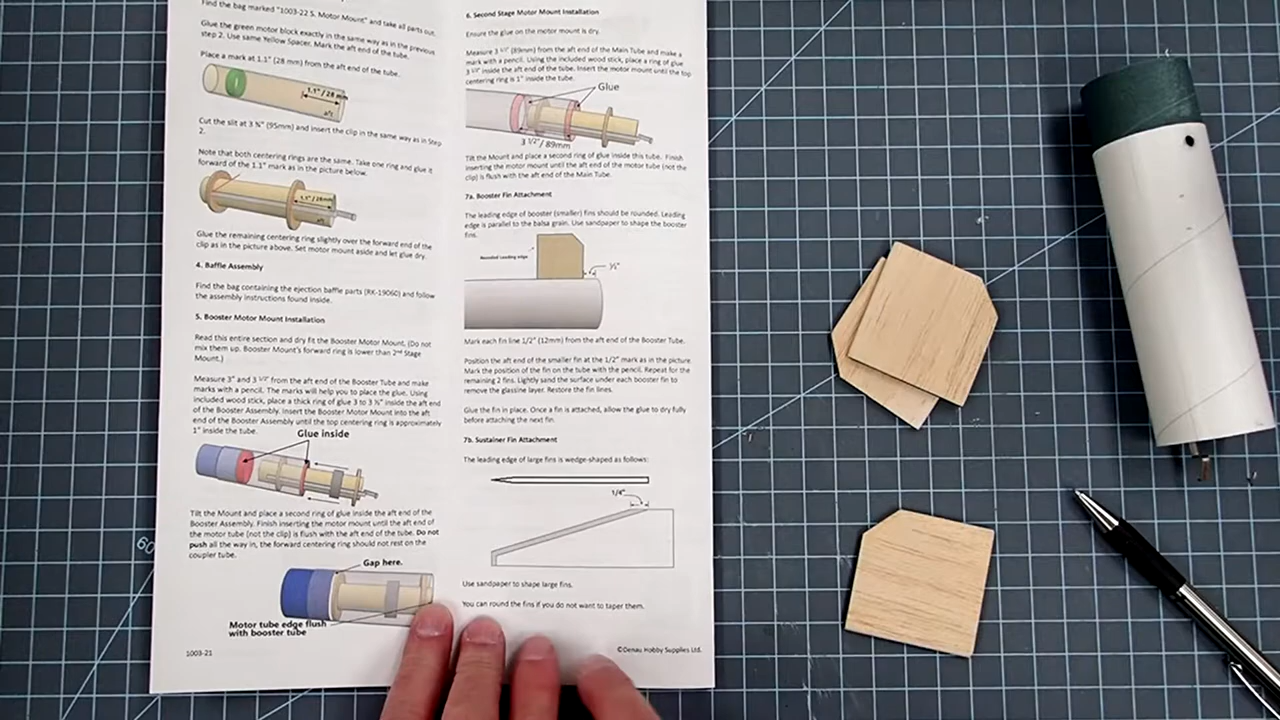 Find the bag marked "1003-22 S. Motor Mount" and take all parts out.
Glue the green motor block exactly in the same way as in the previous
step 2. Use same Yellow Spacer. Mark the aft end of the tube.
Place a mark at 1.1" (28 mm) from the aft end of the tube.
1.1" / 28 mm
aft
Cut the slit at 3 ¾" (95mm) and insert the clip in the same way as in Step
2.
Note that both centering rings are the same. Take one ring and glue it
forward of the 1.1" mark as in the picture below.
1.1" / 28mm
aft
Glue the remaining centering ring slightly over the forward end of the
clip as in the picture above. Set motor mount aside and let glue dry.
4. Baffle Assembly
Find the bag containing the ejection baffle parts (RK-19060) and follow
the assembly instructions found inside.
5. Booster Motor Mount Installation
Read this entire section and dry fit the Booster Motor Mount. (Do not
mix them up. Booster Mount's forward ring is lower than 2nd Stage
Mount.)
Measure 3" and 3 1/2" from the aft end of the Booster Tube and make
marks with a pencil. The marks will help you to place the glue. Using
included wood stick, place a thick ring of glue 3 to 3 ½" inside the aft end
of the Booster Assembly. Insert the Booster Motor Mount into the aft
end of the Booster Assembly until the top centering ring is approximately
1" inside the tube.
Glue inside
Tilt the Mount and place a second ring of glue inside the aft end of the
Booster Assembly. Finish inserting the motor mount until the aft end of
the motor tube (not the clip) is flush with the aft end of the tube. Do not
push all the way in, the forward centering ring should not rest on the
coupler tube.
Gap here.
Motor tube edge flush
with booster tube
1003-21
6. Second Stage Motor Mount Installation
Ensure the glue on the motor mount is dry.
Measure 3 1/2" (89mm) from the aft end of the Main Tube and make a
mark with a pencil. Using the included wood stick, place a ring of glue
3 1/2" inside the aft end of the tube. Insert the motor mount until the top
centering ring is 1" inside the tube.
Glue
3 1/2"/ 89mm
Tilt the Mount and place a second ring of glue inside this tube. Finish
inserting the motor mount until the aft end of the motor tube (not the
clip) is flush with the aft end of the Main Tube.
7a. Booster Fin Attachment
The leading edge of booster (smaller) fins should be rounded. Leading
edge is parallel to the balsa grain. Use sandpaper to shape the booster
fins.
Rounded Leading edge
½"
Mark each fin line 1/2" (12mm) from the aft end of the Booster Tube.
Position the aft end of the smaller fin at the 1/2" mark as in the picture
Mark the position of the fin on the tube with the pencil. Repeat for the
remaining 2 fins. Lightly sand the surface under each booster fin to
remove the glassine layer. Restore the fin lines.
Glue the fin in place. Once a fin is attached, allow the glue to dry fully
before attaching the next fin.
7b. Sustainer Fin Attachment
The leading edge of large fins is wedge-shaped as follows:
1/4"
Use sandpaper to shape large fins.
You can round the fins if you do not want to taper them.
©Denau Hobby Supplies Ltd.
60